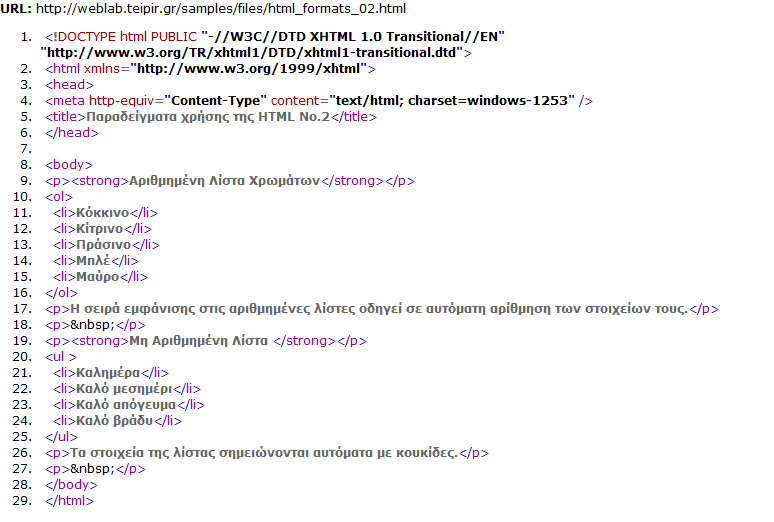 URL: http://weblab.teipir.gr/samples/files/html_formats_02.html
1. <!DOCTYPE html PUBLIC "-//W3C//DTD XHTML 1.0 Transitional//EN"
"http://www.w3.org/TR/xhtml1/DTD/xhtml1-transitional.dtd">
2. <html xmlns="http://www.w3.org/1999/xhtml">
3. <head>
4. <meta http-equiv="Content-Type" content="text/html; charset=windows-1253" />
5. <title>Παραδείγματα χρήσης της HTML No.2</title>
6. </head>
7.
8. <body>
9. <p><strong>Αριθμημένη Λίστα Χρωμάτων</strong></p>
10. <ol>
11. <li>Κόκκινο</li>
12. <li>Κίτρινο</li>
13. <li>Πράσινο</li>
14. <li>Μπλέ</li>
15. <li>Μαύρο</li>
16. </ol>
17. <p>Η σειρά εμφάνισης στις αριθμημένες λίστες οδηγεί σε αυτόματη αρίθμηση των στοιχείων τους.</p>
18. <p>&nbsp;</p>
19. <p><strong>Μη Αριθμημένη Λίστα </strong></p>
20. <ul >
21. <li>Καλημέρα</li>
22. <li>Καλό μεσημέρι</li>
23. <li>Καλό απόγευμα</li>
24. <li>Καλό βράδυ</li>
25. </ul>
26. <p>Τα στοιχεία της λίστας σημειώνονται αυτόματα με κουκίδες.</p>
27. <p>&nbsp;</p>
28. </body>
29. </html>